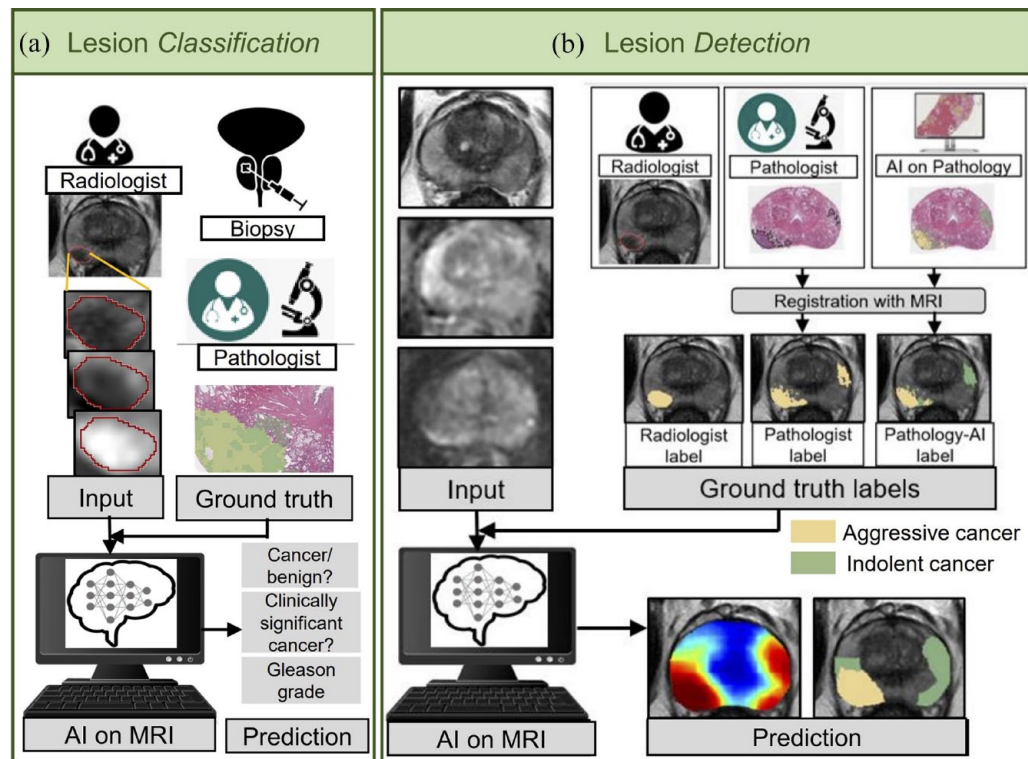 (a) Lesion Classification
Radiologist
Biopsy
Pathologist
Input
Ground truth
Cancer/
benign?
Clinically
significant
cancer?
Gleason
grade
AI on MRI
Prediction
(b) Lesion Detection
Radiologist
Pathologist
AI on Pathology
Registration with MRI
Radiologist
label
Pathologist
label
Pathology-AI
label
Input
Ground truth labels
Aggressive cancer
Indolent cancer
AI on MRI
Prediction